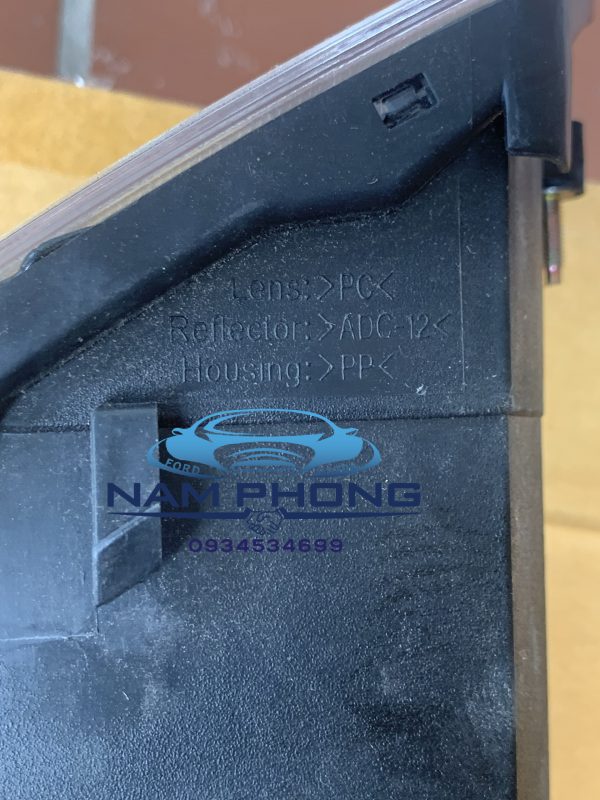 Lens:>PC<
Reflector:>ADC-12<
Housing:>PP<
FORD
NAM PHONG
0934534699